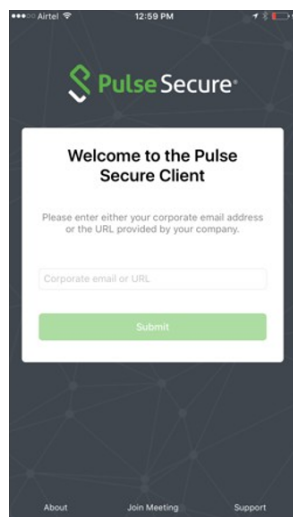 Airtel 12:59 PM
Pulse Secure®
Welcome to the Pulse
Secure Client
Please enter either your corporate email address
or the URL provided by your company.
Corporate email or URL
Submit
About Join Meeting Support